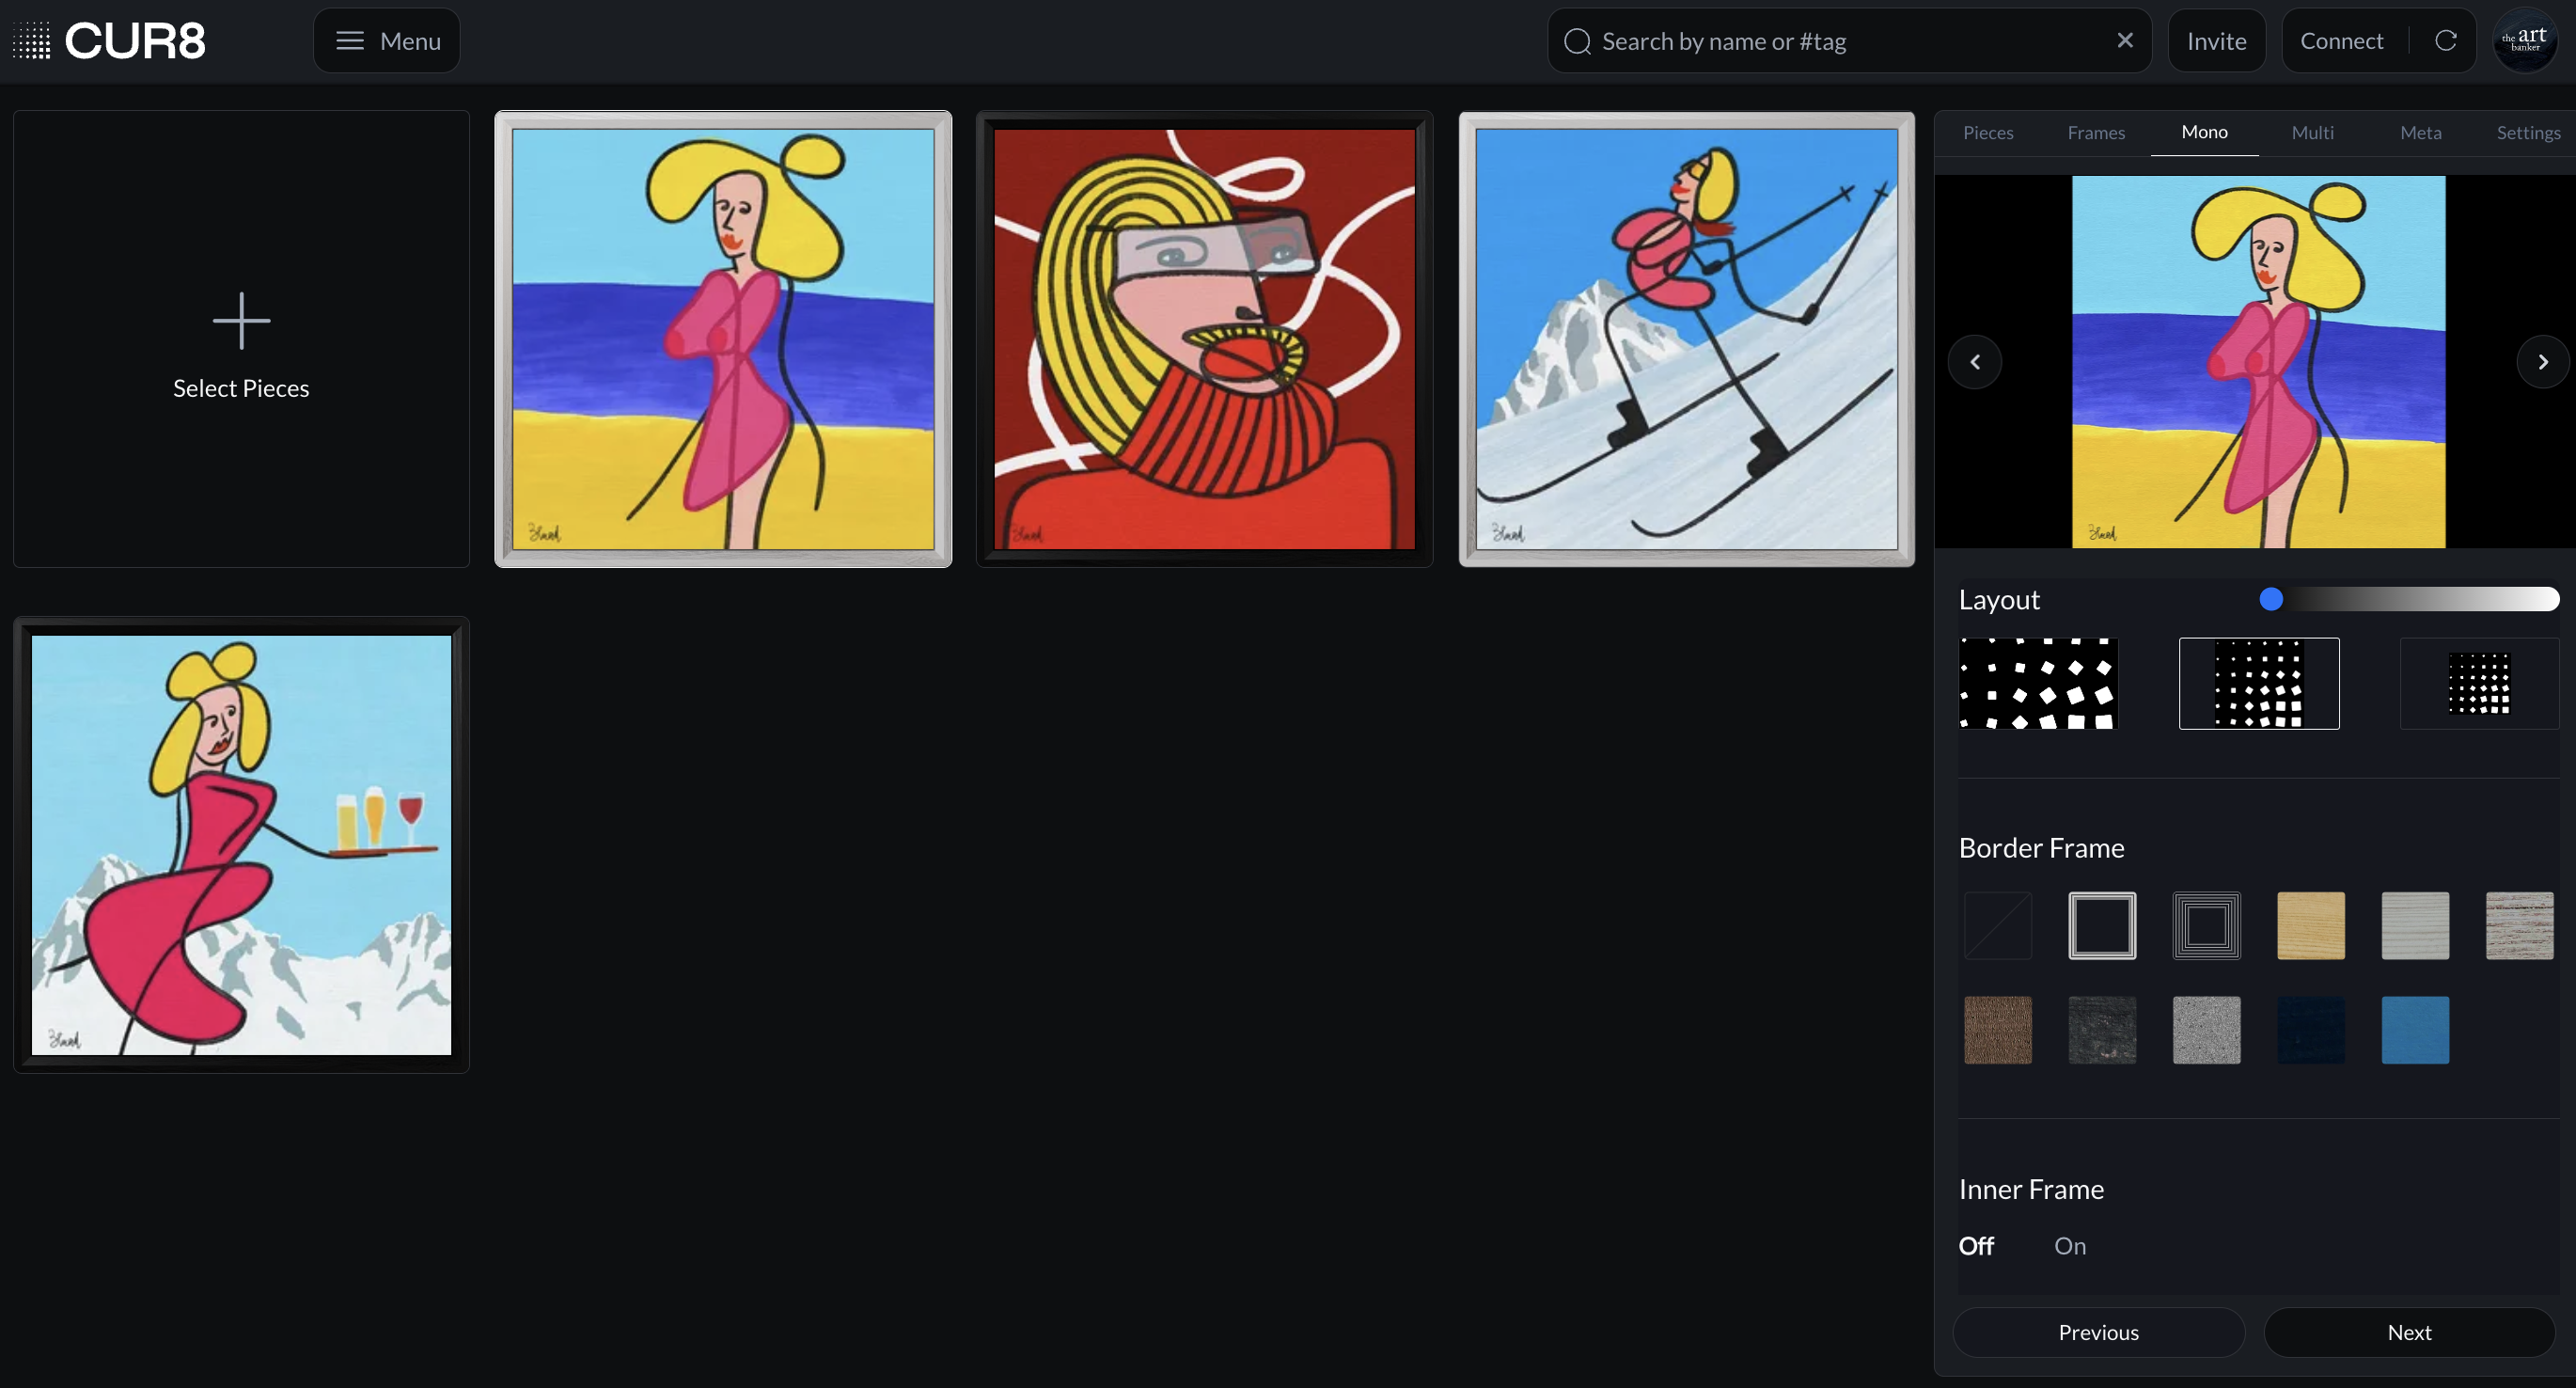 CUR8
Menu
Search by name or #tag
Invite
Connect
the art
banker
Select Pieces
Pieces
Frames
Mono
Multi
Meta
Settings
Layout
Border Frame
Inner Frame
Off
On
Previous
Next